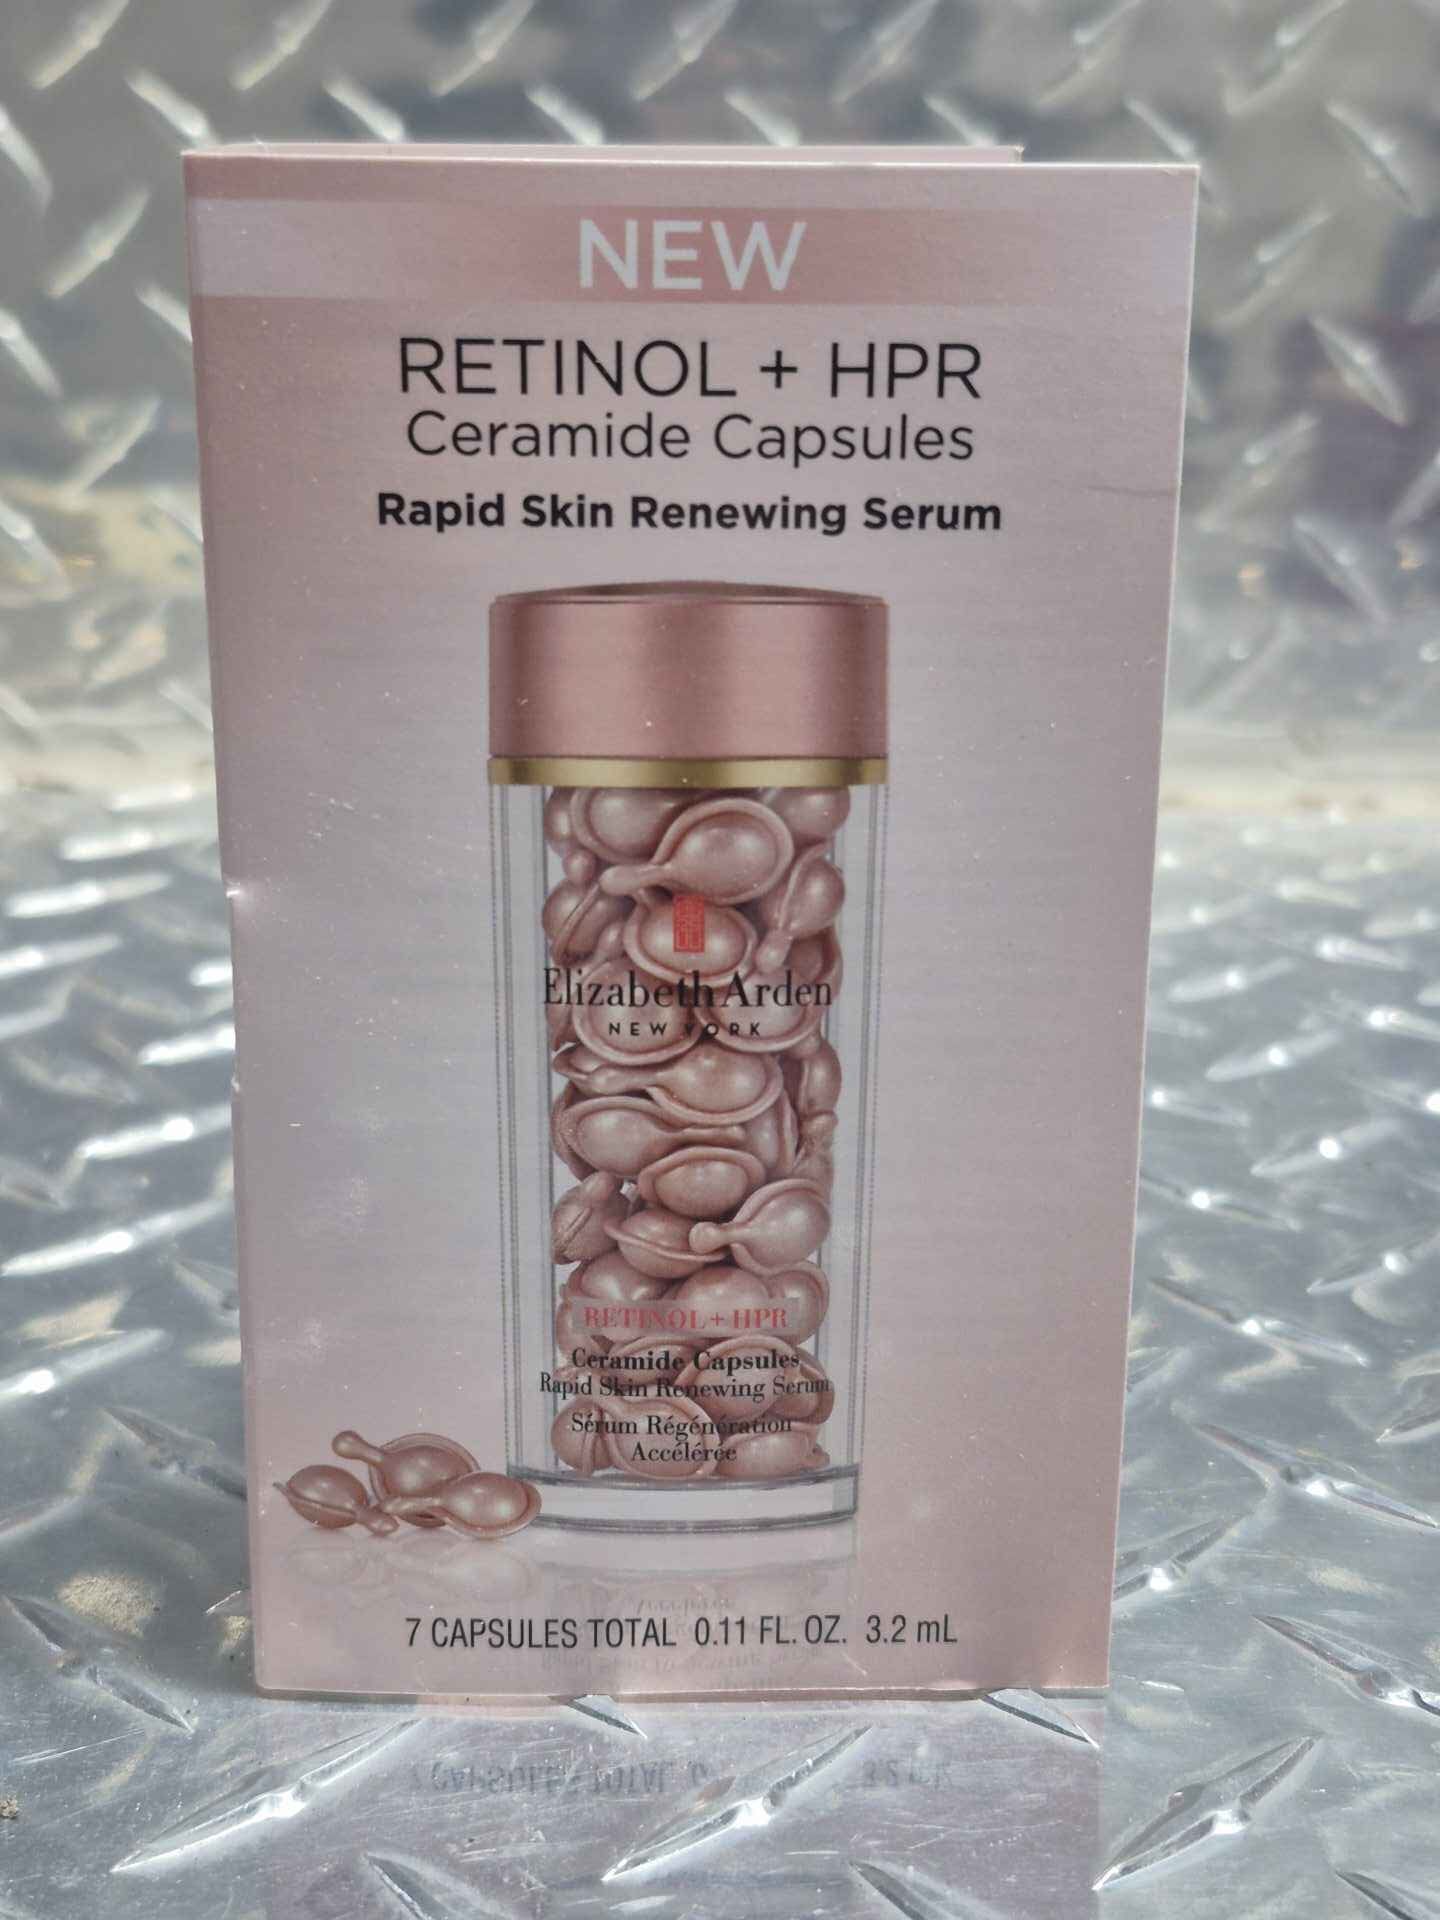 NEW
RETINOL + HPR
Ceramide Capsules
Rapid Skin Renewing Serum
Elizabeth Arden
NEW YORK
RETINOL + HPR
Ceramide Capsules
Rapid Skin Renewing Serum
Sérum Régénération
Accélérée
7 CAPSULES TOTAL 0.11 FL. OZ. 3.2 mL